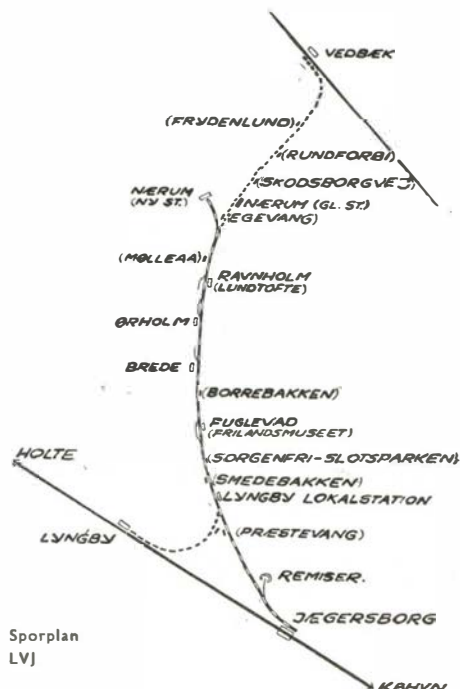 VEDBÆK
(FRYDENLUND)
(RUNDFORBI)
(SKODSBORGVEJ)
NÆRUM
(NY ST.)
NÆRUM (GL. ST.)
EGEVANG)
(MØLLEAA)
RAVNHOLM
(LUNDTOFTE)
ØRHOLM
BREDE
(BORREBAKKEN)
FUGLEVAD
(FRILANDSMUSEET)
HOLTE
(SORGENFRI-SLOTSPARKEN)
(SMEDEBAKKEN)
LYNGBY LOKALSTATION
LYNGBY
(PRÆSTEVANG)
REMISER.
JÆGERSBORG
Sporplan
LVJ
KBHVN